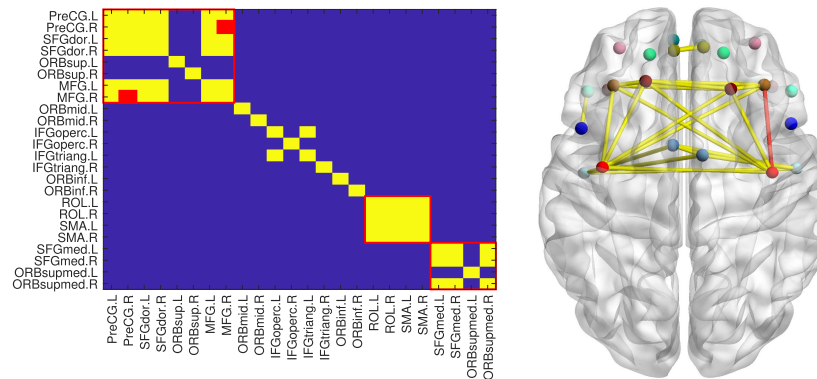 PreCG.L
PreCG.R
SFGdor.L
SFGdor.R
ORBsup.L
ORBsup.R
MFG.L
MFG.R
ORBmid.L
ORBmid.R
IFGoperc.L
IFGoperc.R
IFGtriang.L
IFGtriang.R
ORBinf.L
ORBinf.R
ROL.L
ROL.R
SMA.L
SMA.R
SFGmed.L
SFGmed.R
ORBsupmed.L
ORBsupmed.R
PreCG.L
PreCG.R
SFGdor.L
SFGdor.R
ORBsup.L
ORBsup.R
MFG.L
MFG.R
ORBmid.L
ORBmid.R
IFGoperc.L
IFGoperc.R
IFGtriang.L
IFGtriang.R
ORBinf.L
ORBinf.R
ROL.L
ROL.R
SMA.L
SMA.R
SFGmed.L
SFGmed.R
ORBsupmed.L
ORBsupmed.R